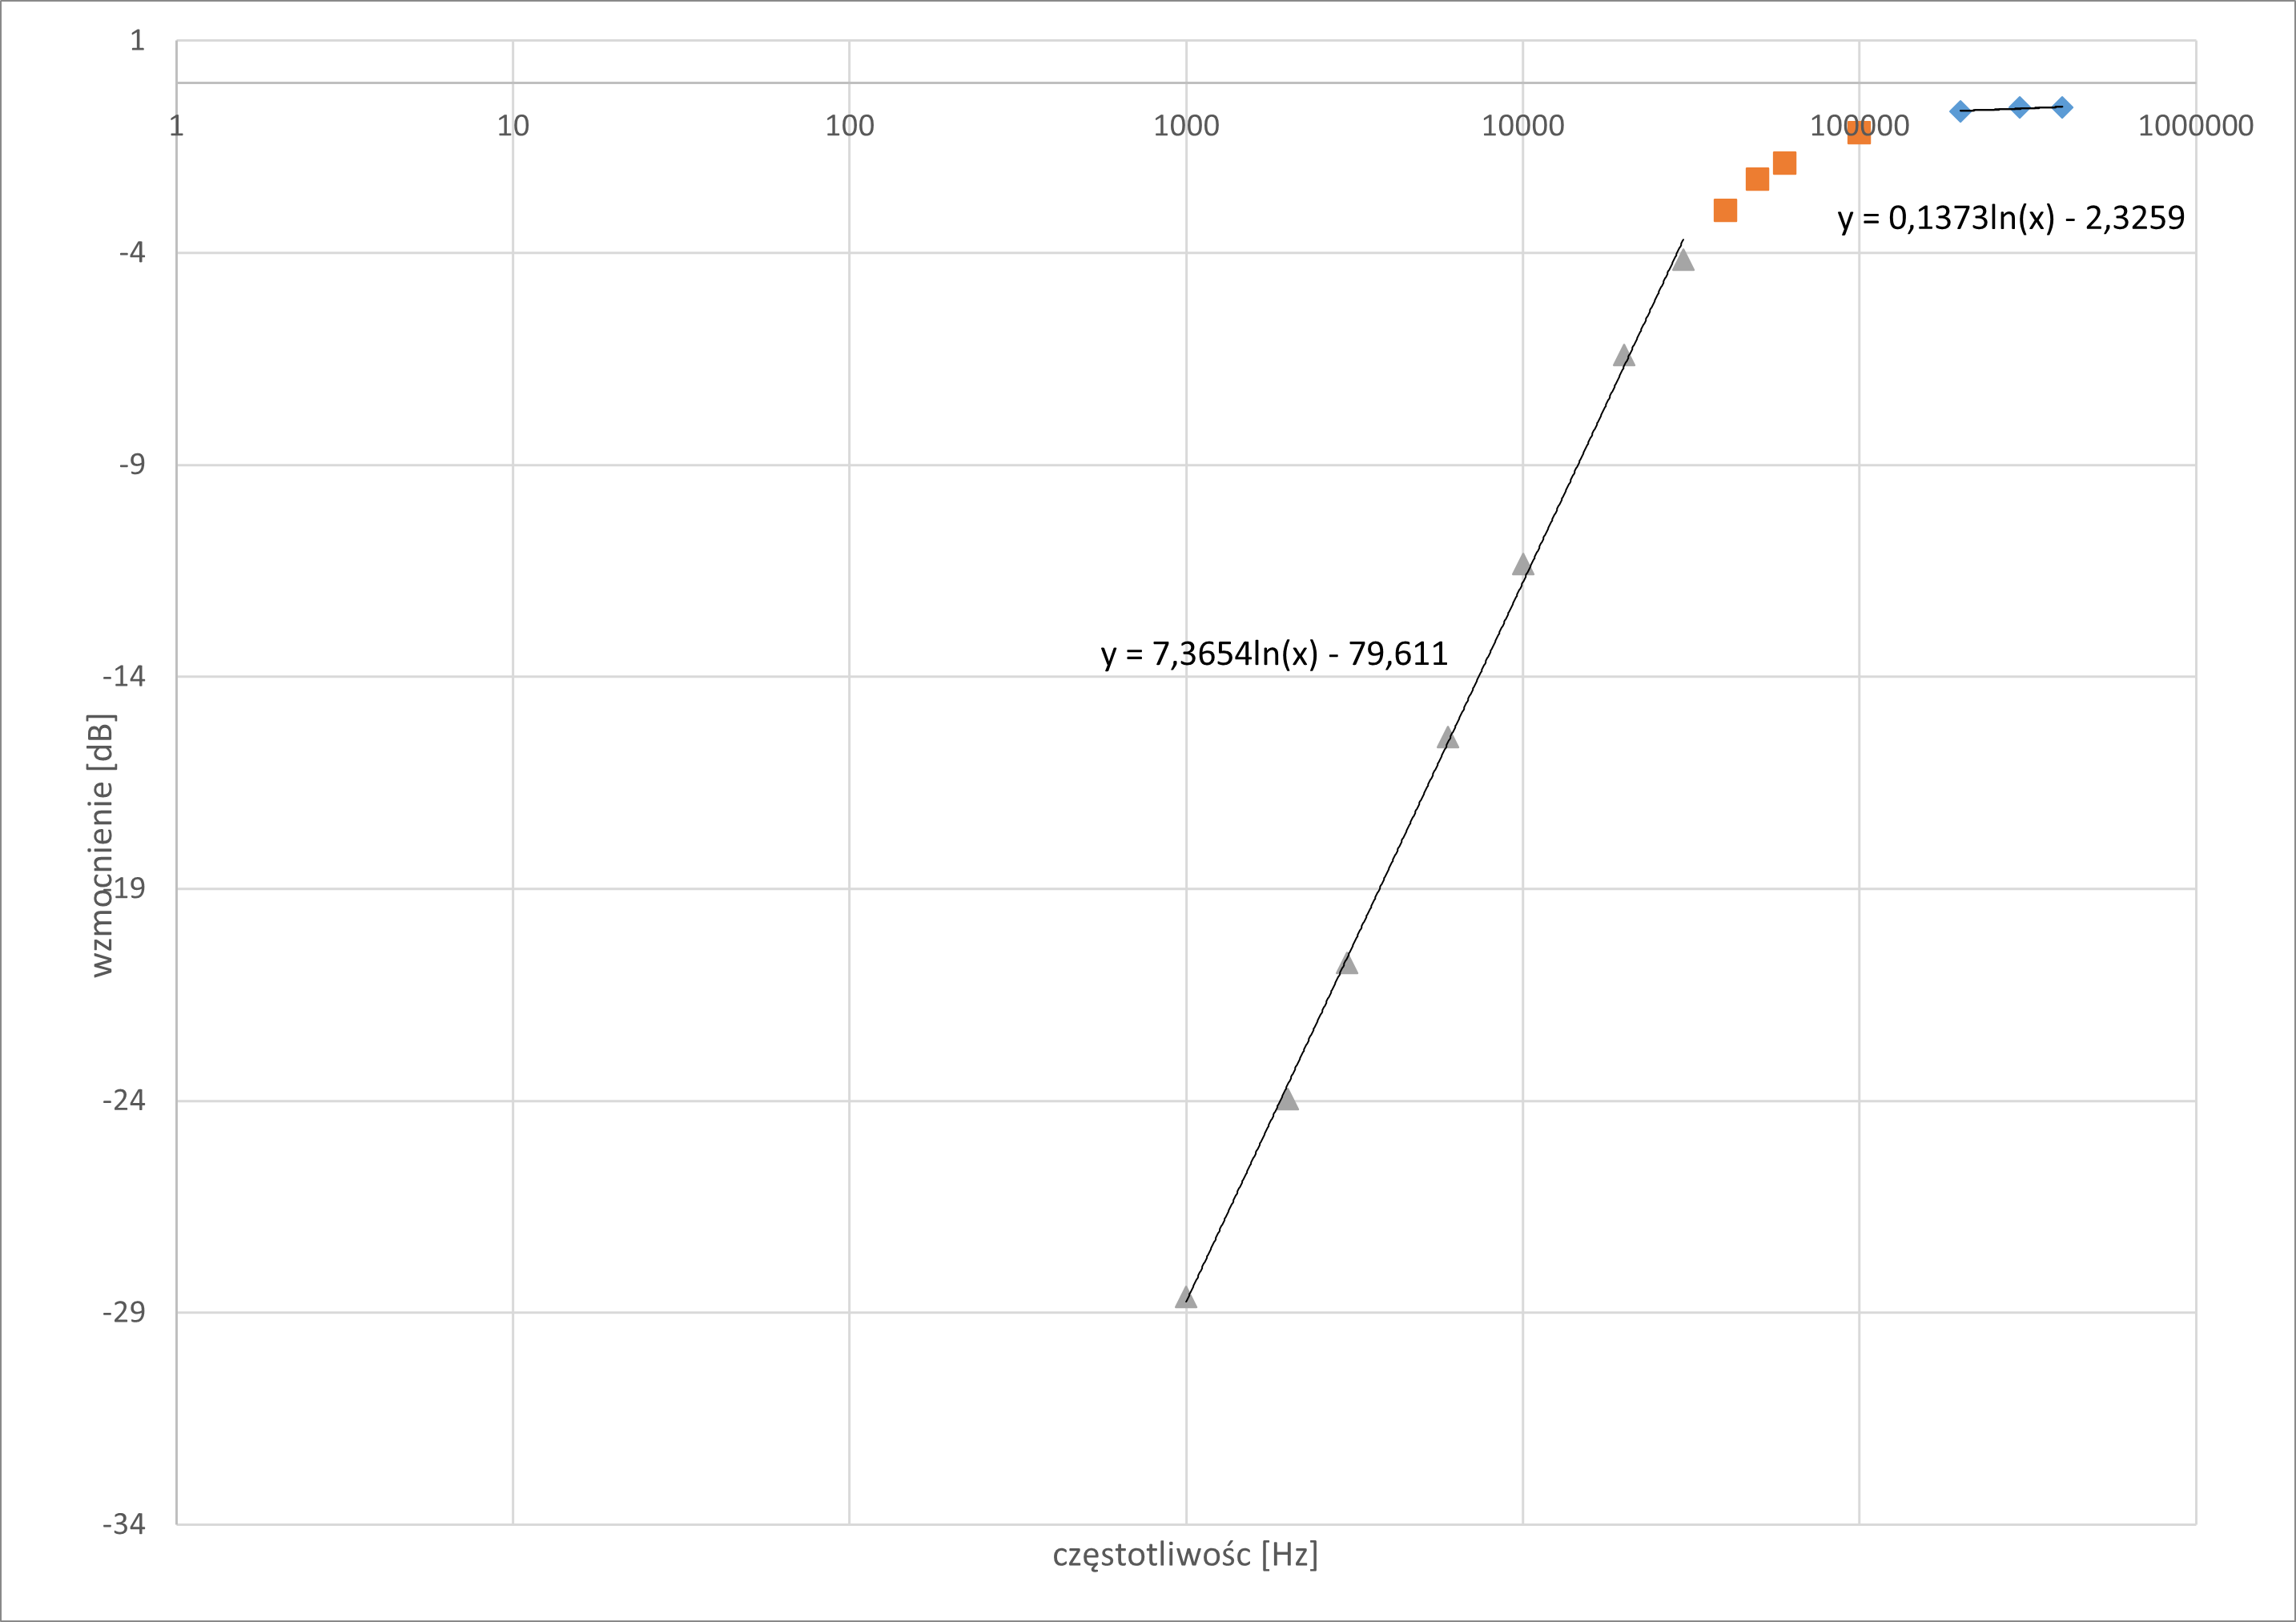 1
1 10 100 1000 10000 100000 1000000
y = 0,1373ln(x) - 2,3259
-4
-9
y = 7,3654ln(x) - 79,611
-14
-19
-24
-29
-34
wzmocnienie [dB]
częstotliwośc [Hz]